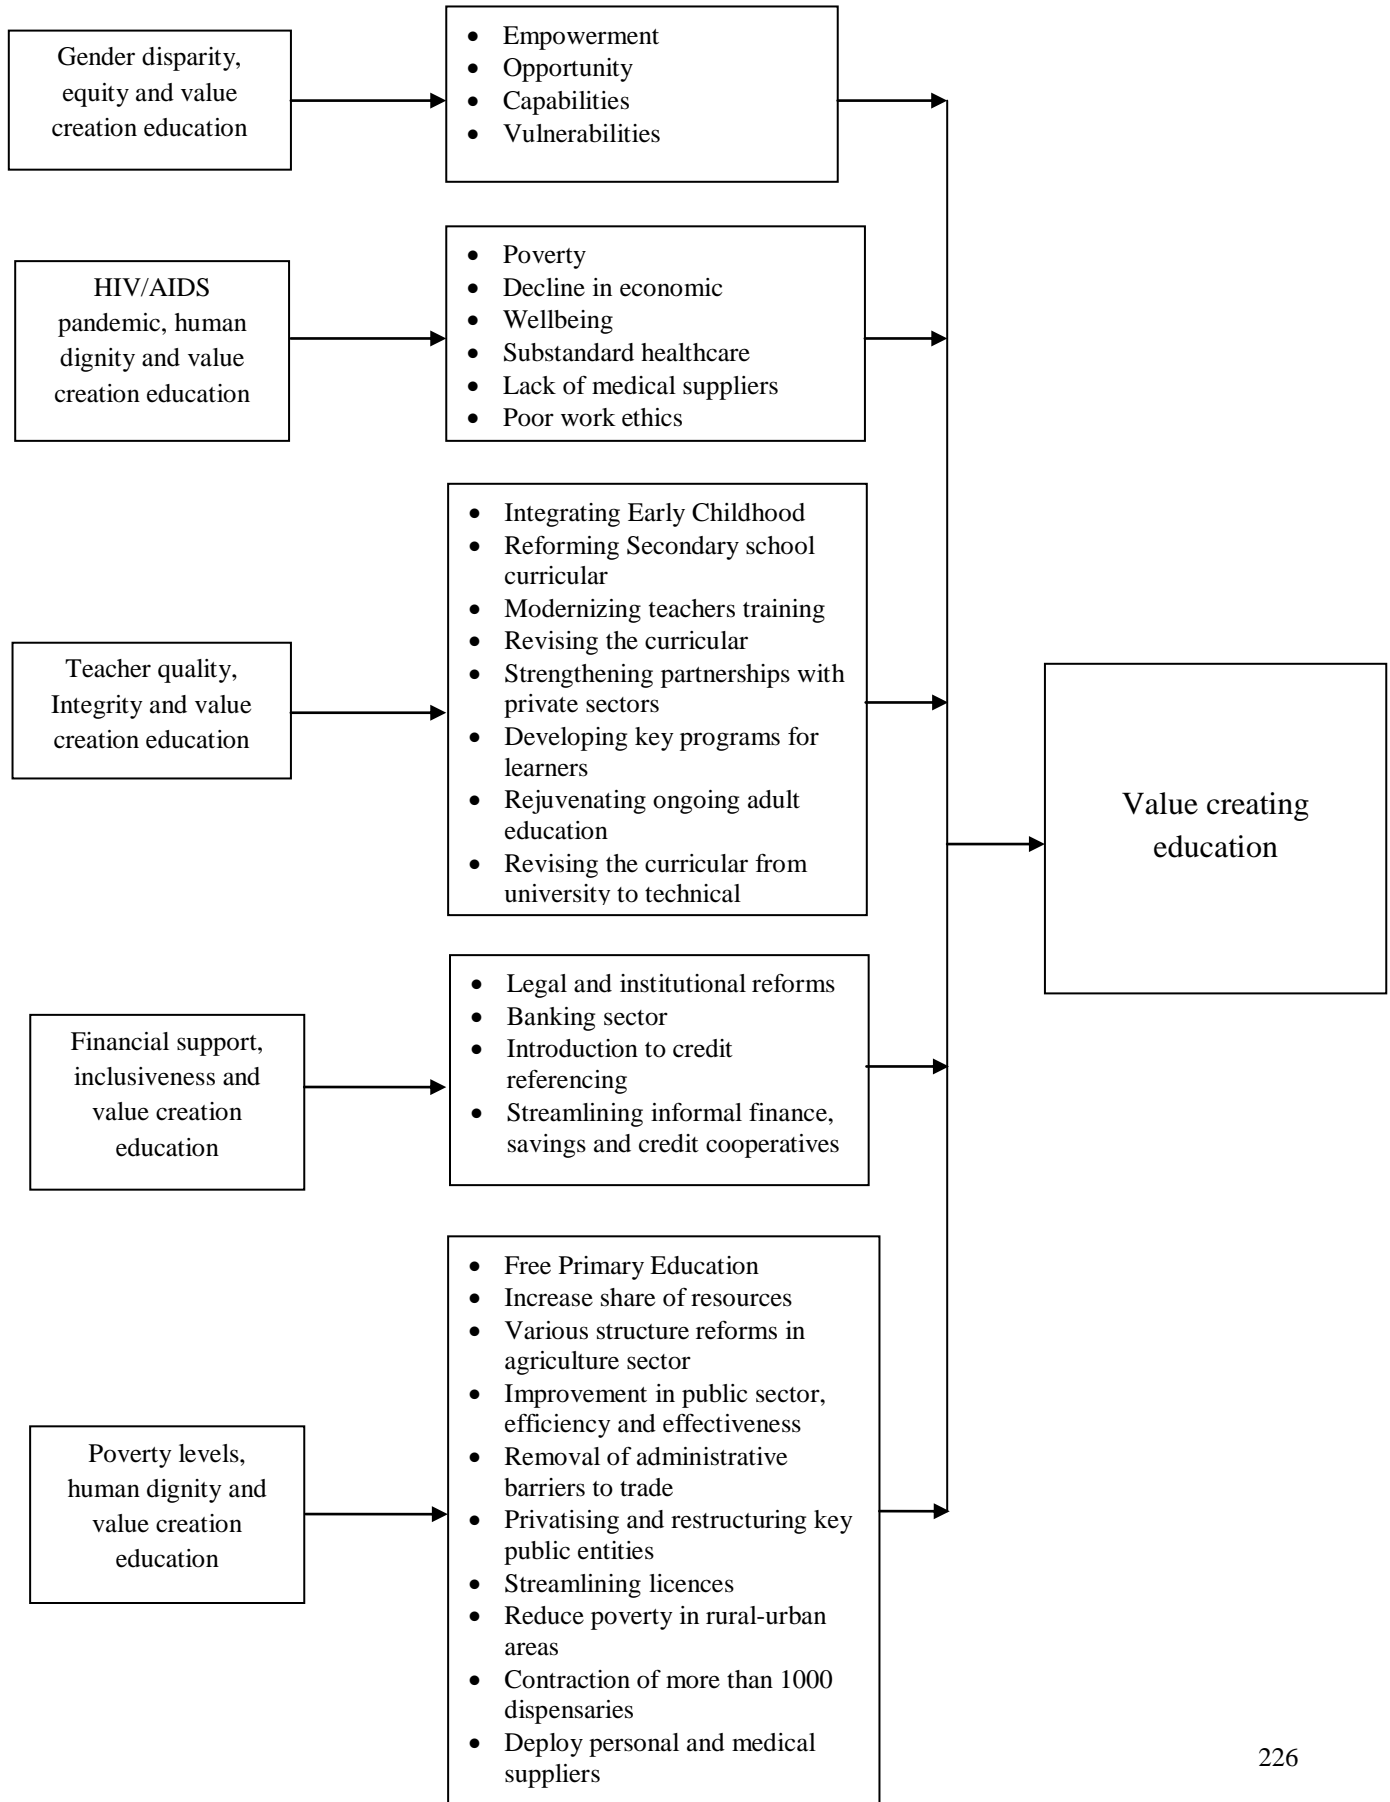 Gender disparity,
equity and value
creation education
• Empowerment
• Opportunity
• Capabilities
• Vulnerabilities
HIV/AIDS
pandemic, human
dignity and value
creation education
• Poverty
• Decline in economic
• Wellbeing
• Substandard healthcare
• Lack of medical suppliers
• Poor work ethics
Teacher quality,
Integrity and value
creation education
• Integrating Early Childhood
• Reforming Secondary school
curricular
• Modernizing teachers training
• Revising the curricular
• Strengthening partnerships with
private sectors
• Developing key programs for
learners
• Rejuvenating ongoing adult
education
• Revising the curricular from
university to technical
Value creating
education
Financial support,
inclusiveness and
value creation
education
• Legal and institutional reforms
• Banking sector
• Introduction to credit
referencing
• Streamlining informal finance,
savings and credit cooperatives
Poverty levels,
human dignity and
value creation
education
• Free Primary Education
• Increase share of resources
• Various structure reforms in
agriculture sector
• Improvement in public sector,
efficiency and effectiveness
• Removal of administrative
barriers to trade
• Privatising and restructuring key
public entities
• Streamlining licences
• Reduce poverty in rural-urban
areas
• Contraction of more than 1000
dispensaries
• Deploy personal and medical
suppliers
226